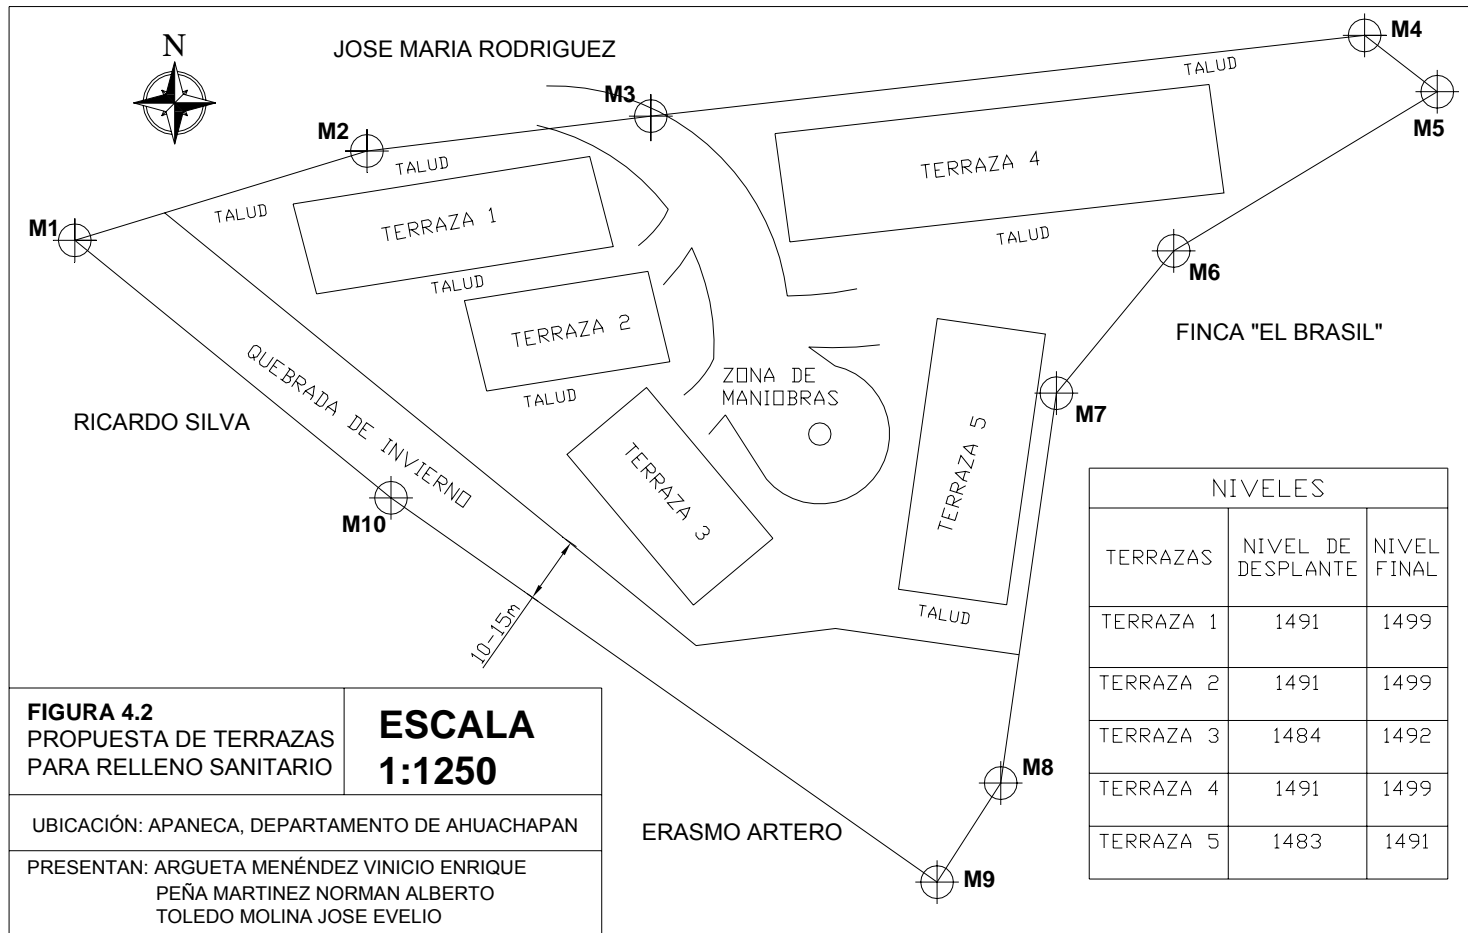 N
JOSE MARIA RODRIGUEZ
M4
TALUD
M3
M5
M2
TALUD
TERRAZA 4
TALUD
TERRAZA 1
M1
TALUD
M6
TALUD
TERRAZA 2
FINCA "EL BRASIL"
QUEBRADA DE INVIERNO
ZONA DE
MANIOBRAS
TALUD
M7
RICARDO SILVA
TERRAZA 5
TERRAZA 3
M10
TALUD
10-15m
M8
ERASMO ARTERO
M9
NIVELES
TERRAZAS NIVEL DE DESPLANTE NIVEL FINAL
TERRAZA 1 1491 1499
TERRAZA 2 1491 1499
TERRAZA 3 1484 1492
TERRAZA 4 1491 1499
TERRAZA 5 1483 1491
FIGURA 4.2
PROPUESTA DE TERRAZAS
PARA RELLENO SANITARIO
ESCALA
1:1250
UBICACIÓN: APANECA, DEPARTAMENTO DE AHUACHAPAN
PRESENTAN: ARGUETA MENÉNDEZ VINICIO ENRIQUE
PEÑA MARTINEZ NORMAN ALBERTO
TOLEDO MOLINA JOSE EVELIO